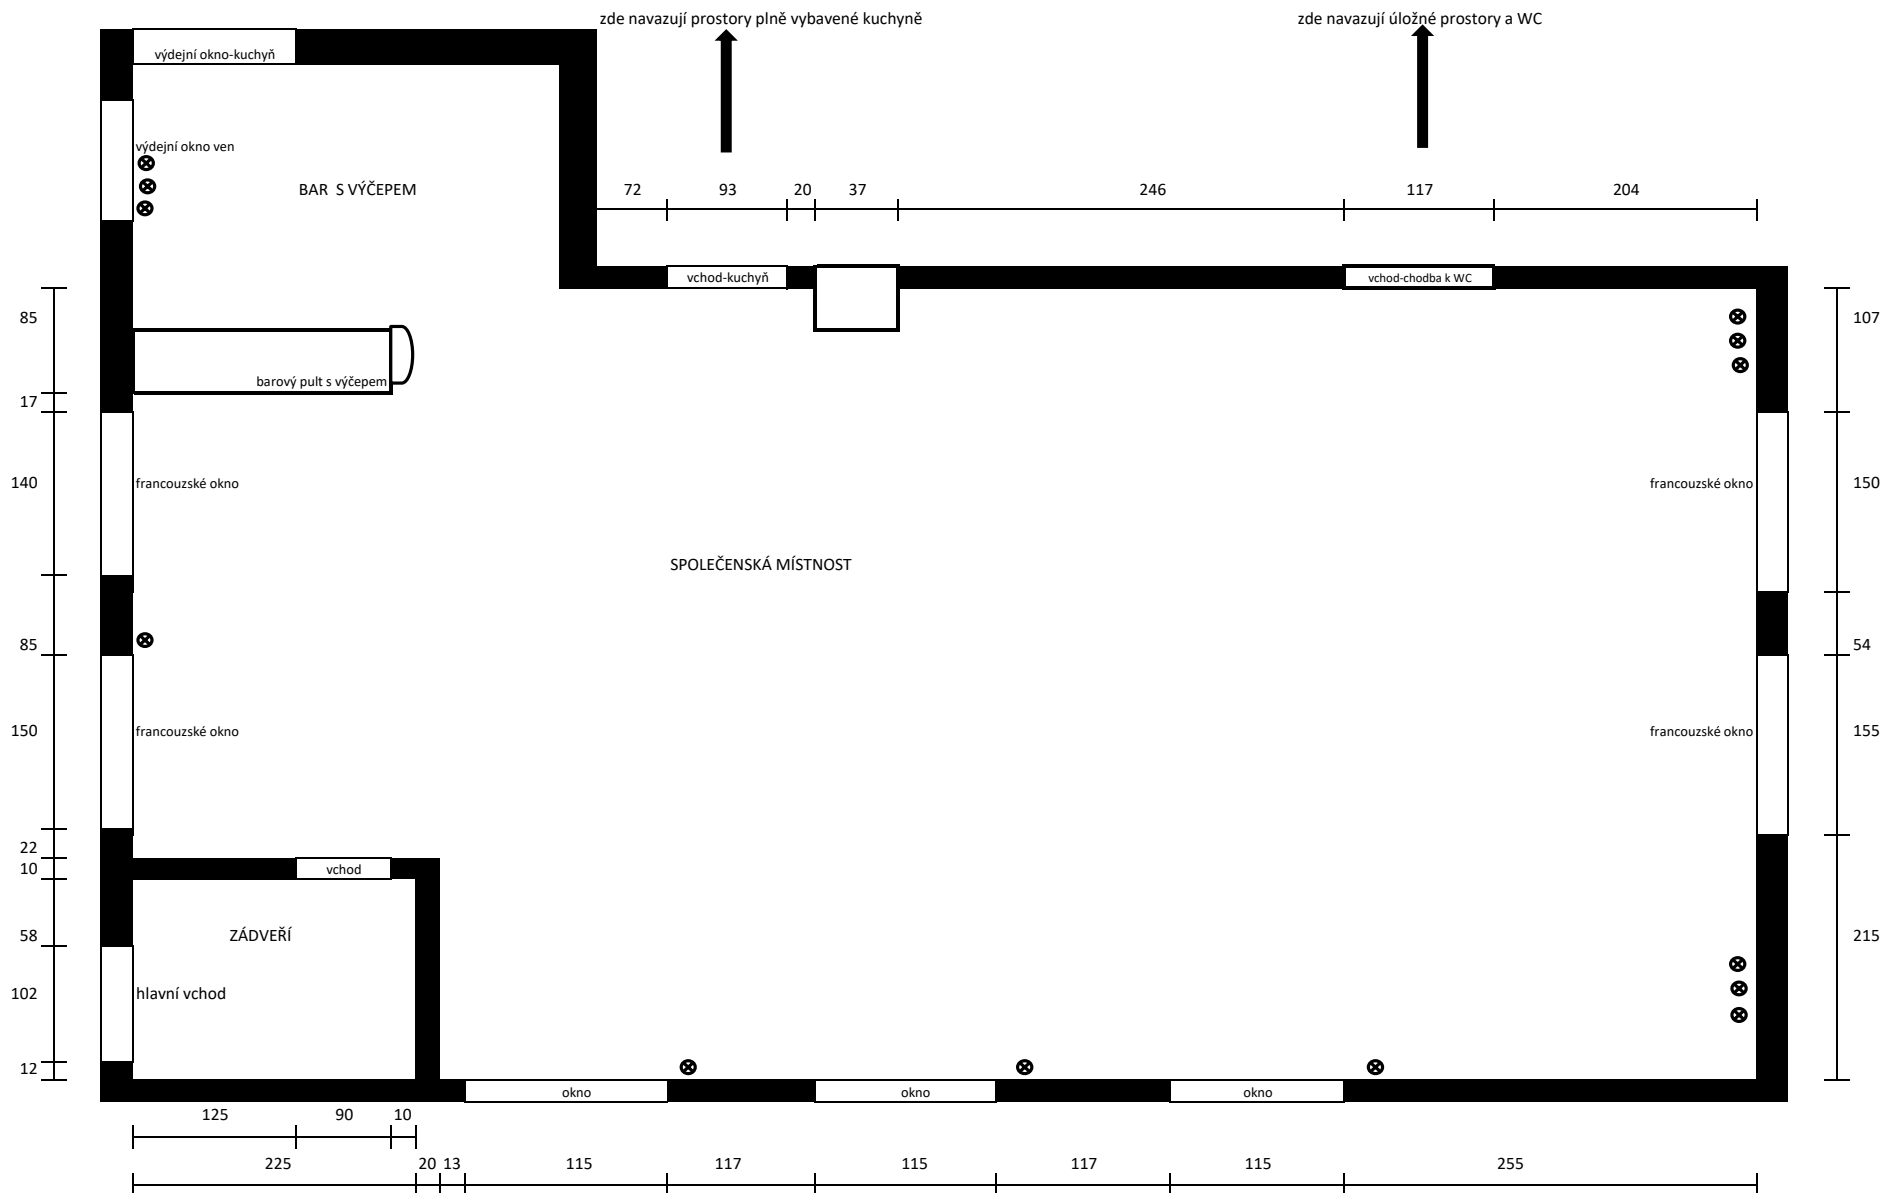 zde navazují prostory plně vybavené kuchyně
zde navazují úložné prostory a WC
výdejní okno-kuchyň
výdejní okno ven
BAR S VÝČEPEM
72 93 20 37 246 117 204
vchod-kuchyň
vchod-chodba k WC
85
107
barový pult s výčepem
17
140
francouzské okno
francouzské okno
150
SPOLEČENSKÁ MÍSTNOST
85
54
150
francouzské okno
francouzské okno
155
22
10
vchod
58
ZÁDVEŘÍ
215
102
hlavní vchod
12
okno
okno
okno
125 90 10
225 20 13 115 117 115 117 115 255